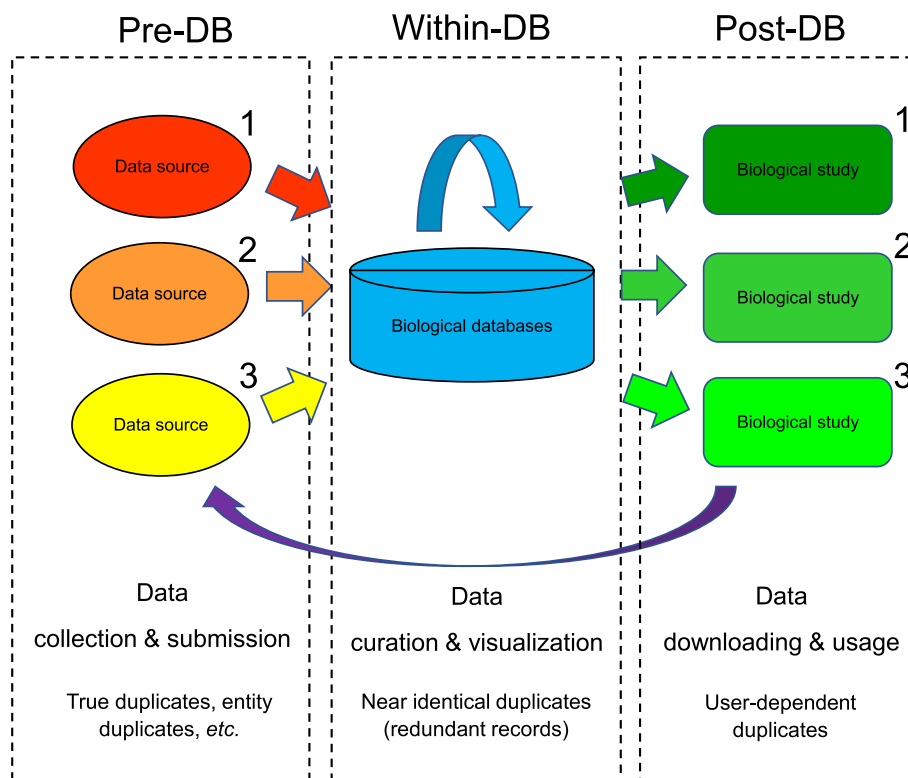 Pre-DB
Within-DB
Post-DB
1
Data source
2
Data source
3
Data source
Biological databases
1
Biological study
2
Biological study
3
Biological study
Data
collection & submission
True duplicates, entity
duplicates, etc.
Data
curation & visualization
Near identical duplicates
(redundant records)
Data
downloading & usage
User-dependent
duplicates